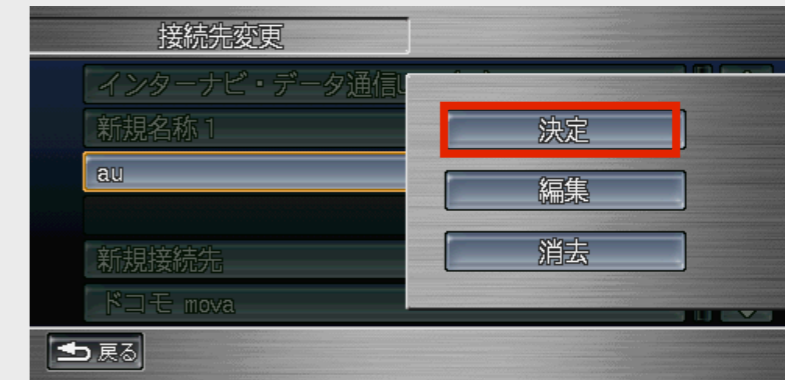 接続先変更
インターナビ・データ通信U
新規名称1
au
新規接続先
ドコモ mova
決定
編集
消去
戻る